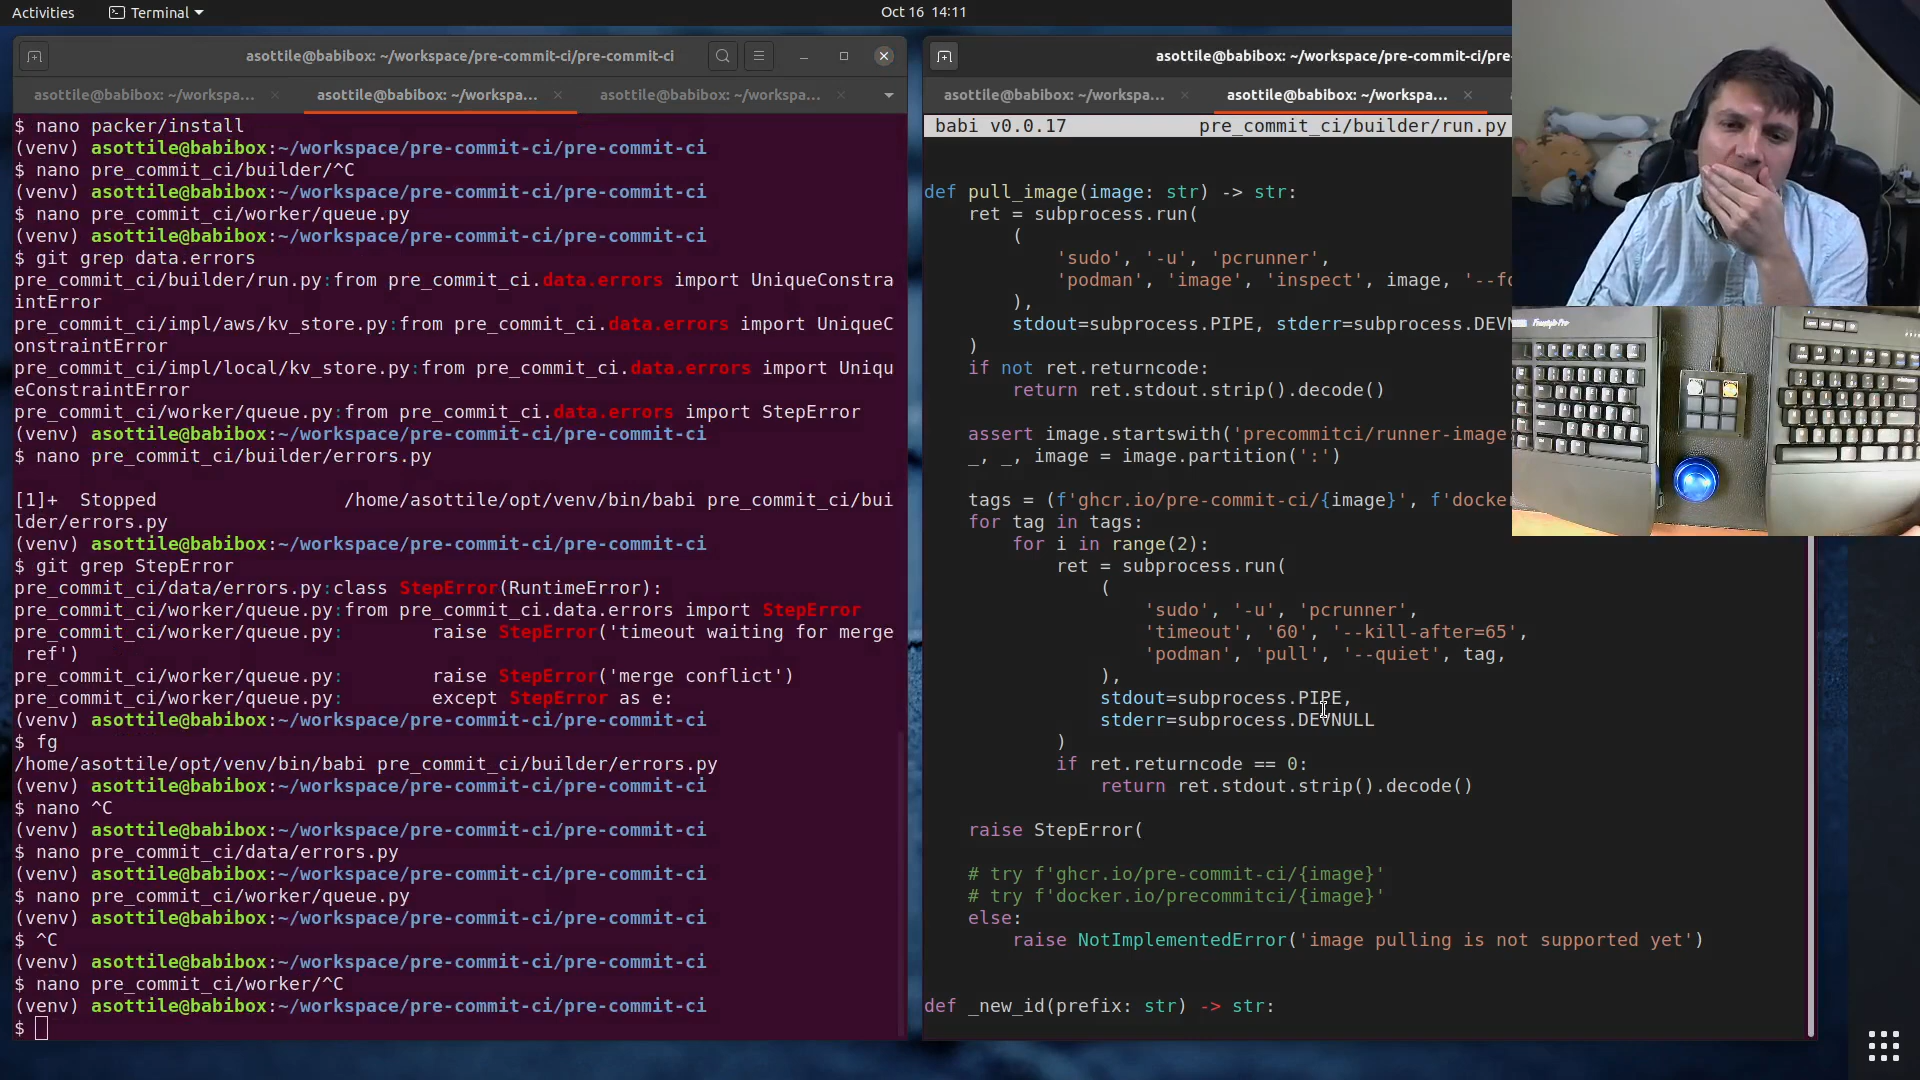 Activities
Terminal
Oct 16 14:11
asottile@babibox: ~/workspace/pre-commit-ci/pre-commit-ci
asottile@babibox: ~/workspa…
asottile@babibox: ~/workspa…
asottile@babibox: ~/workspa…
$ nano packer/install
(venv) asottile@babibox:~/workspace/pre-commit-ci/pre-commit-ci
$ nano pre_commit_ci/builder/^C
(venv) asottile@babibox:~/workspace/pre-commit-ci/pre-commit-ci
$ nano pre_commit_ci/worker/queue.py
(venv) asottile@babibox:~/workspace/pre-commit-ci/pre-commit-ci
$ git grep data.errors
pre_commit_ci/builder/run.py:from pre_commit_ci.data.errors import UniqueConstra
intError
pre_commit_ci/impl/aws/kv_store.py:from pre_commit_ci.data.errors import UniqueC
onstraintError
pre_commit_ci/impl/local/kv_store.py:from pre_commit_ci.data.errors import Uniqu
eConstraintError
pre_commit_ci/worker/queue.py:from pre_commit_ci.data.errors import StepError
(venv) asottile@babibox:~/workspace/pre-commit-ci/pre-commit-ci
$ nano pre_commit_ci/builder/errors.py
[1]+  Stopped                 /home/asottile/opt/venv/bin/babi pre_commit_ci/bui
lder/errors.py
(venv) asottile@babibox:~/workspace/pre-commit-ci/pre-commit-ci
$ git grep StepError
pre_commit_ci/data/errors.py:class StepError(RuntimeError):
pre_commit_ci/worker/queue.py:from pre_commit_ci.data.errors import StepError
pre_commit_ci/worker/queue.py:        raise StepError('timeout waiting for merge
 ref')
pre_commit_ci/worker/queue.py:        raise StepError('merge conflict')
pre_commit_ci/worker/queue.py:        except StepError as e:
(venv) asottile@babibox:~/workspace/pre-commit-ci/pre-commit-ci
$ fg
/home/asottile/opt/venv/bin/babi pre_commit_ci/builder/errors.py
(venv) asottile@babibox:~/workspace/pre-commit-ci/pre-commit-ci
$ nano ^C
(venv) asottile@babibox:~/workspace/pre-commit-ci/pre-commit-ci
$ nano pre_commit_ci/data/errors.py
(venv) asottile@babibox:~/workspace/pre-commit-ci/pre-commit-ci
$ nano pre_commit_ci/worker/queue.py
(venv) asottile@babibox:~/workspace/pre-commit-ci/pre-commit-ci
$ ^C
(venv) asottile@babibox:~/workspace/pre-commit-ci/pre-commit-ci
$ nano pre_commit_ci/worker/^C
(venv) asottile@babibox:~/workspace/pre-commit-ci/pre-commit-ci
$
asottile@babibox: ~/workspace/pre-commit-ci/pre-
asottile@babibox: ~/workspa…
asottile@babibox: ~/workspa…
babi v0.0.17            pre_commit_ci/builder/run.py
def pull_image(image: str) -> str:
    ret = subprocess.run(
        (
            'sudo', '-u', 'pcrunner',
            'podman', 'image', 'inspect', image, '--fo
        ),
        stdout=subprocess.PIPE, stderr=subprocess.DEVN
    )
    if not ret.returncode:
        return ret.stdout.strip().decode()
    assert image.startswith('precommitci/runner-image:
    _, _, image = image.partition(':')
    tags = (f'ghcr.io/pre-commit-ci/{image}', f'docker
    for tag in tags:
        for i in range(2):
            ret = subprocess.run(
                (
                    'sudo', '-u', 'pcrunner',
                    'timeout', '60', '--kill-after=65',
                    'podman', 'pull', '--quiet', tag,
                ),
                stdout=subprocess.PIPE,
                stderr=subprocess.DEVNULL
            )
            if ret.returncode == 0:
                return ret.stdout.strip().decode()
    raise StepError(
    # try f'ghcr.io/pre-commit-ci/{image}'
    # try f'docker.io/precommitci/{image}'
    else:
        raise NotImplementedError('image pulling is not supported yet')
def _new_id(prefix: str) -> str: